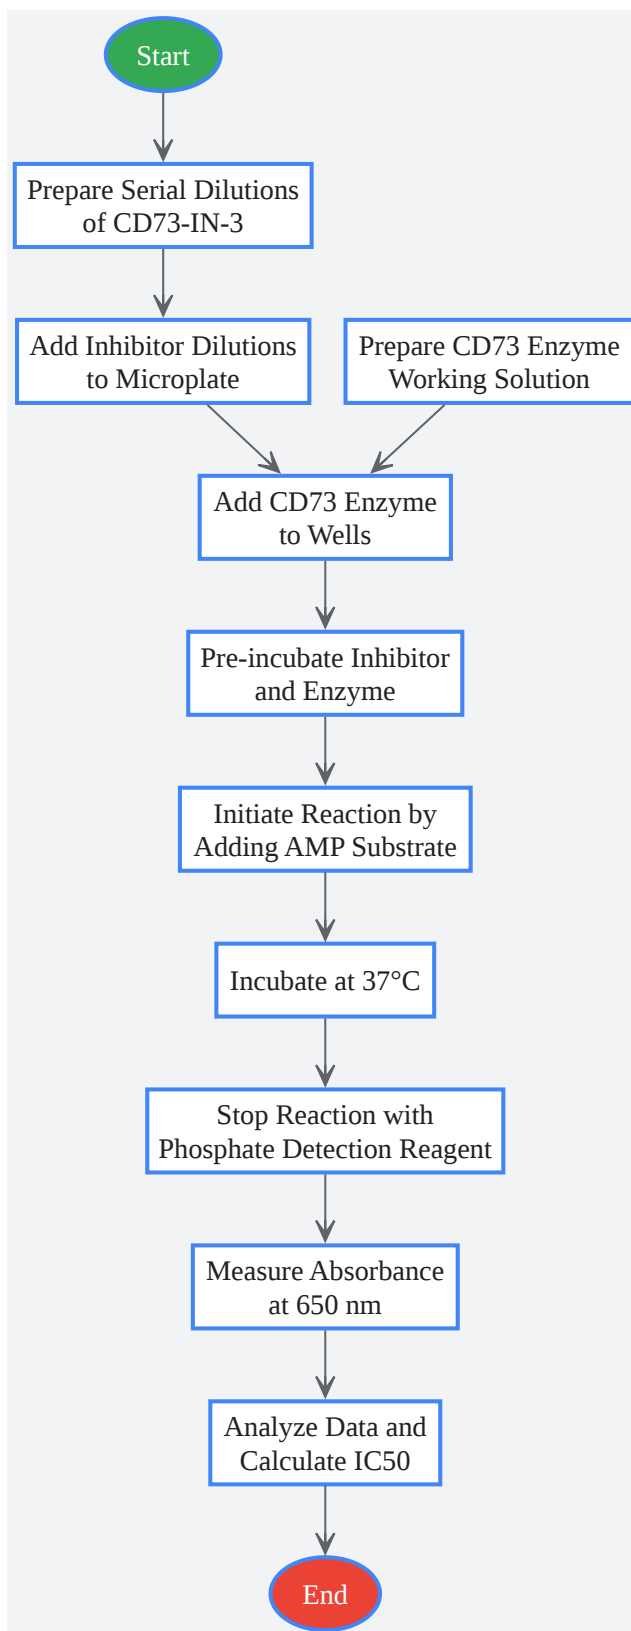 Start
Prepare Serial Dilutions
of CD73-IN-3
Add Inhibitor Dilutions
to Microplate
Prepare CD73 Enzyme
Working Solution
Add CD73 Enzyme
to Wells
Pre-incubate Inhibitor
and Enzyme
Initiate Reaction by
Adding AMP Substrate
Incubate at 37°C
Stop Reaction with
Phosphate Detection Reagent
Measure Absorbance
at 650 nm
Analyze Data and
Calculate IC50
End